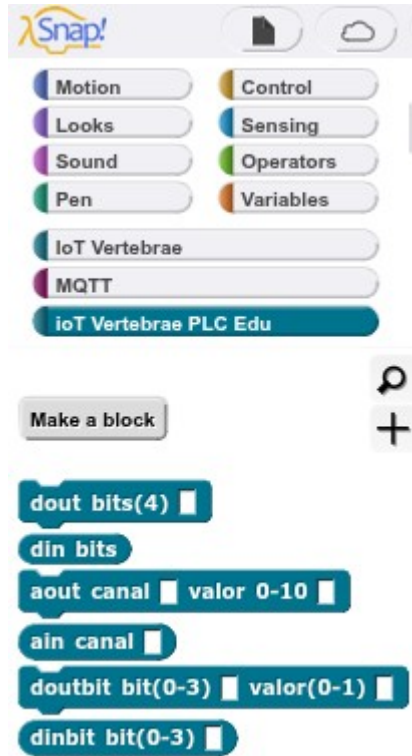 Snap!
Motion
Control
Looks
Sensing
Sound
Operators
Pen
Variables
IoT Vertebrae
MQTT
ioT Vertebrae PLC Edu
Make a block
dout bits(4)
din bits
aout canal valor 0-10
ain canal
doutbit bit(0-3) valor(0-1)
dinbit bit(0-3)